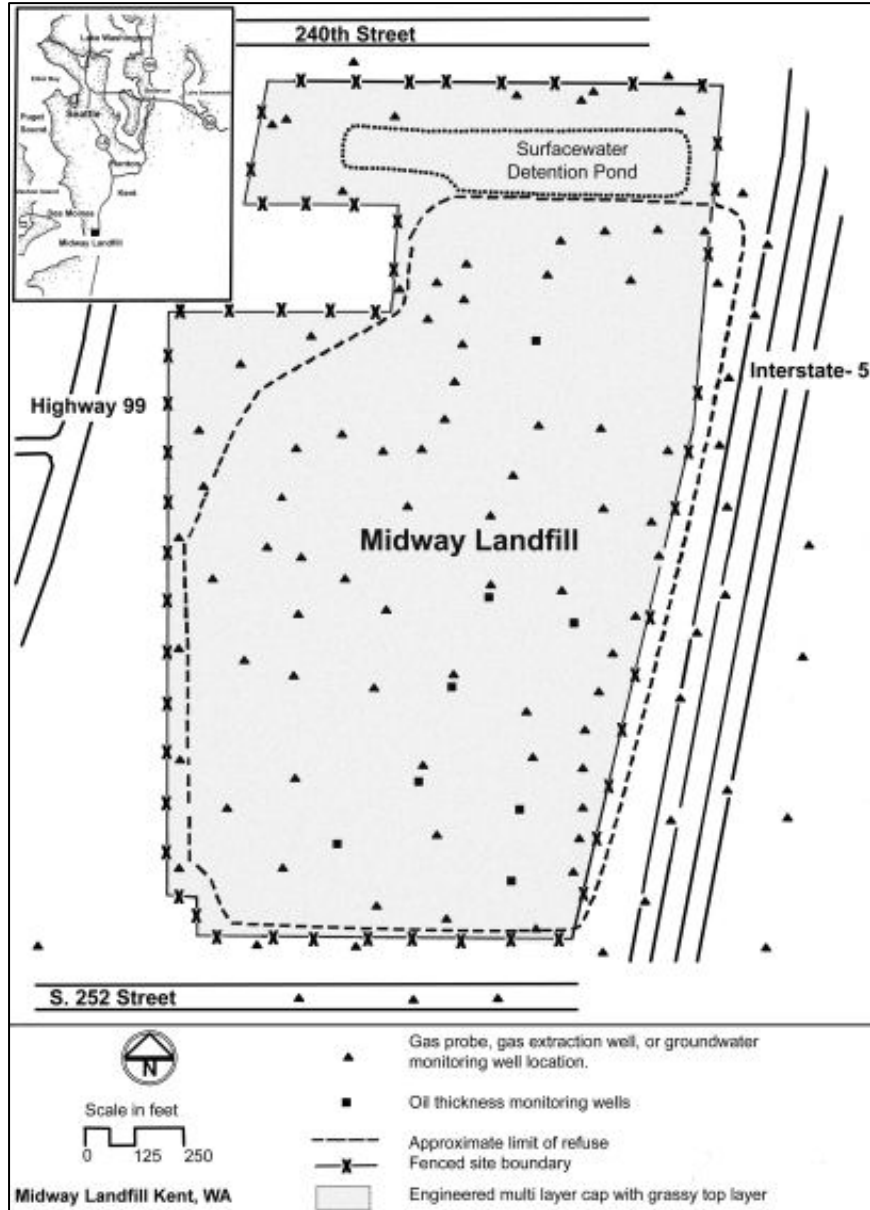 240th Street
Lake Washington
Elliott Bay
Seattle
Puget
Sound
Renton
Kent
Des Moines
Midway Landfill
Surfacewater
Detention Pond
Interstate- 5
Highway 99
Midway Landfill
S. 252 Street
N
Gas probe, gas extraction well, or groundwater
monitoring well location.
Scale in feet
Oil thickness monitoring wells
0 125 250
Approximate limit of refuse
Fenced site boundary
Midway Landfill Kent, WA
Engineered multi layer cap with grassy top layer